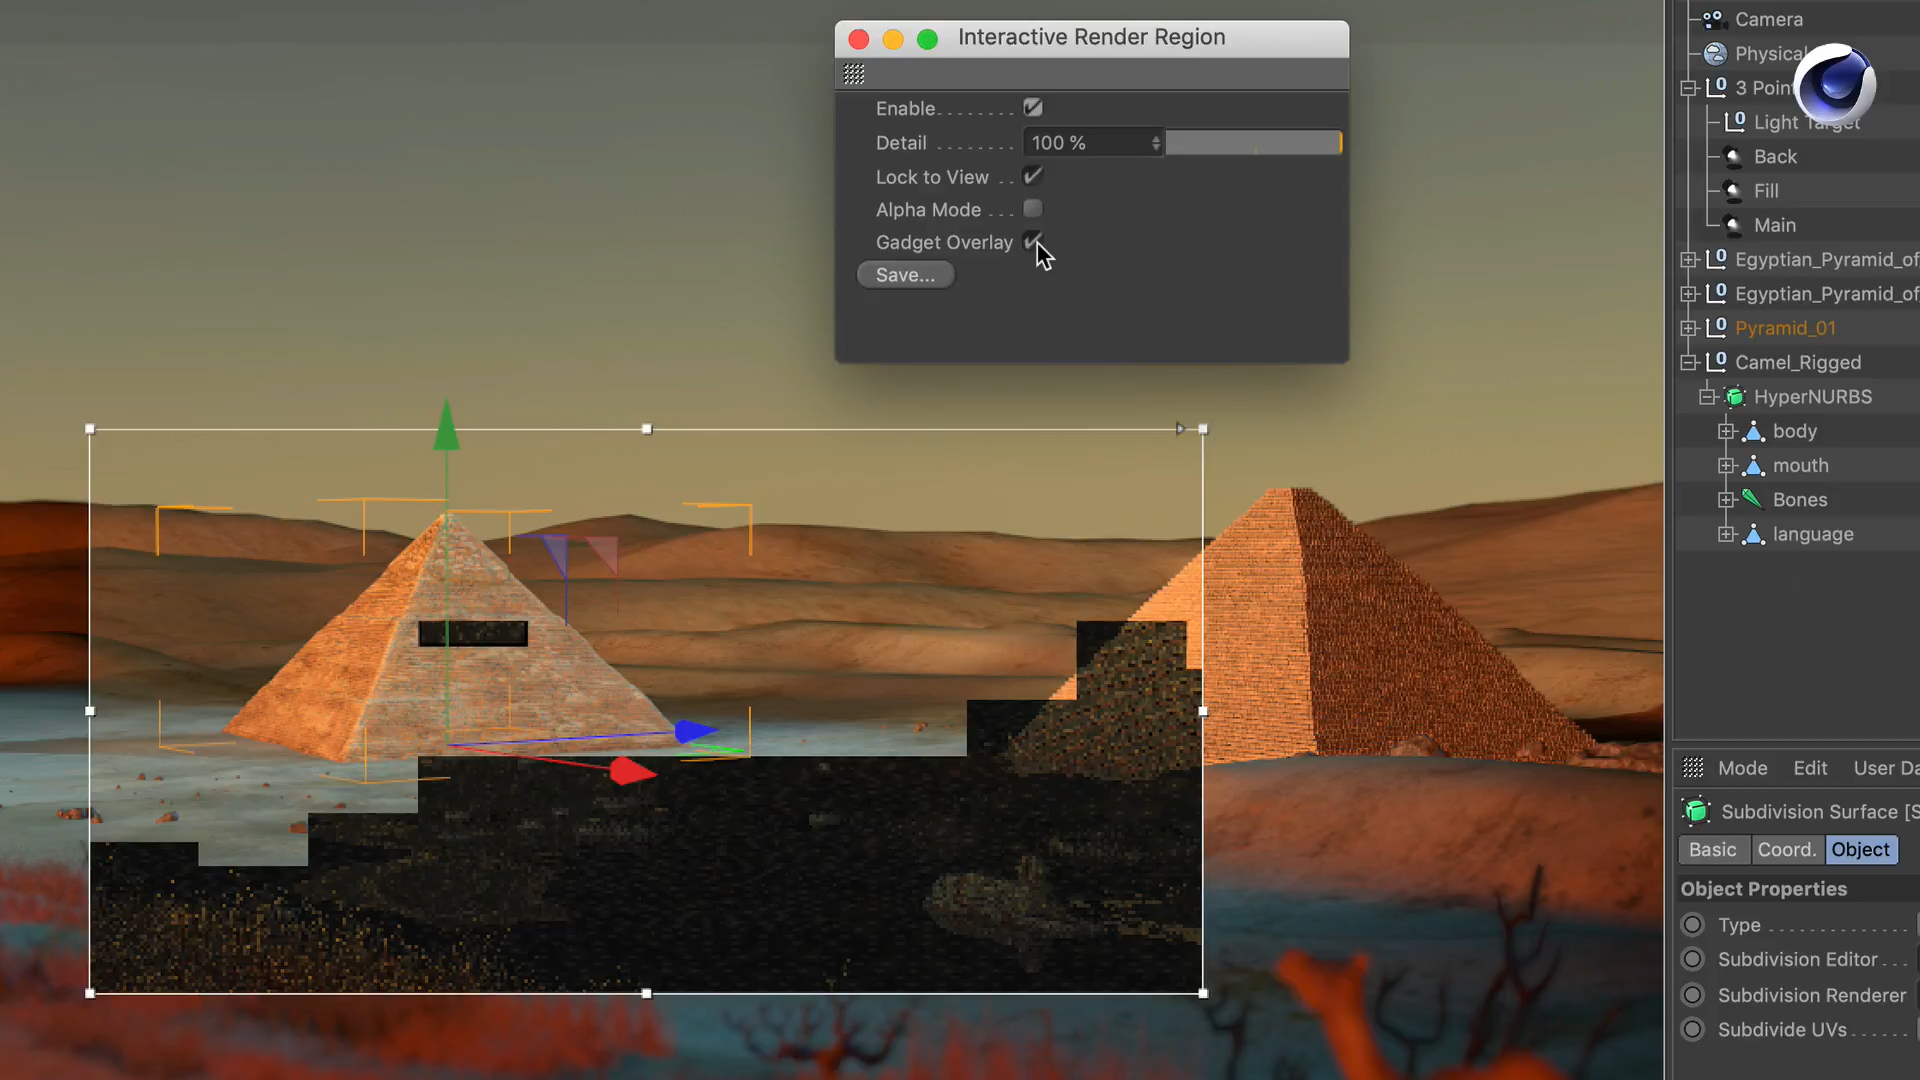 Interactive Render Region
Enable
Detail
100 %
Lock to View
Alpha Mode
Gadget Overlay
Save...
Camera
Physical
3 Poin
Light Target
Back
Fill
Main
Egyptian_Pyramid_of
Egyptian_Pyramid_of
Pyramid_01
Camel_Rigged
HyperNURBS
body
mouth
Bones
language
Mode Edit User Da
Subdivision Surface [S
Basic Coord. Object
Object Properties
Type
Subdivision Editor
Subdivision Renderer
Subdivide UVs